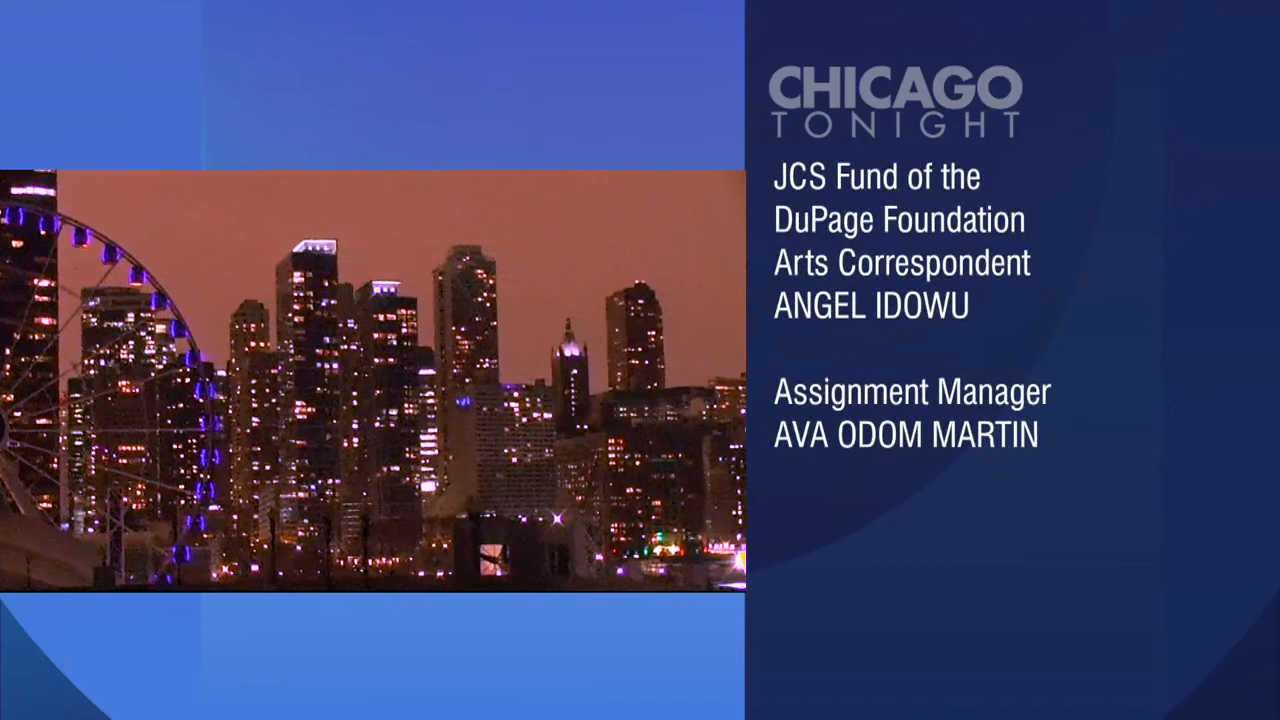 CHICAGO
TONIGHT
JCS Fund of the
DuPage Foundation
Arts Correspondent
ANGEL IDOWU
Assignment Manager
AVA ODOM MARTIN